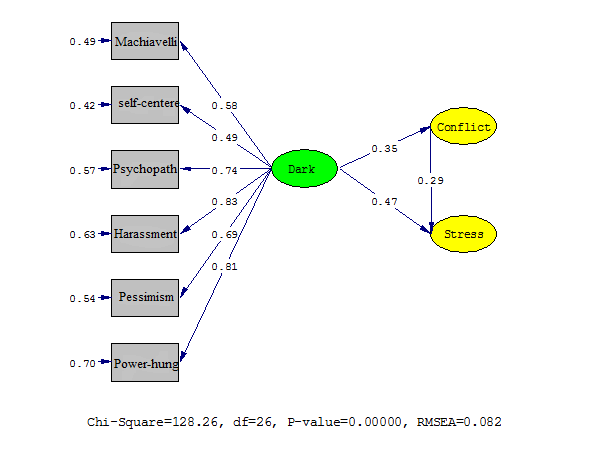 0.49 Machiavelli
0.42 self-centere
0.57 Psychopath
0.63 Harassment
0.54 Pessimism
0.70 Power-hung
0.58
0.49
0.74
0.83
0.69
0.81
Dark
0.35
0.47
Conflict
0.29
Stress
Chi-Square=128.26, df=26, P-value=0.00000, RMSEA=0.082